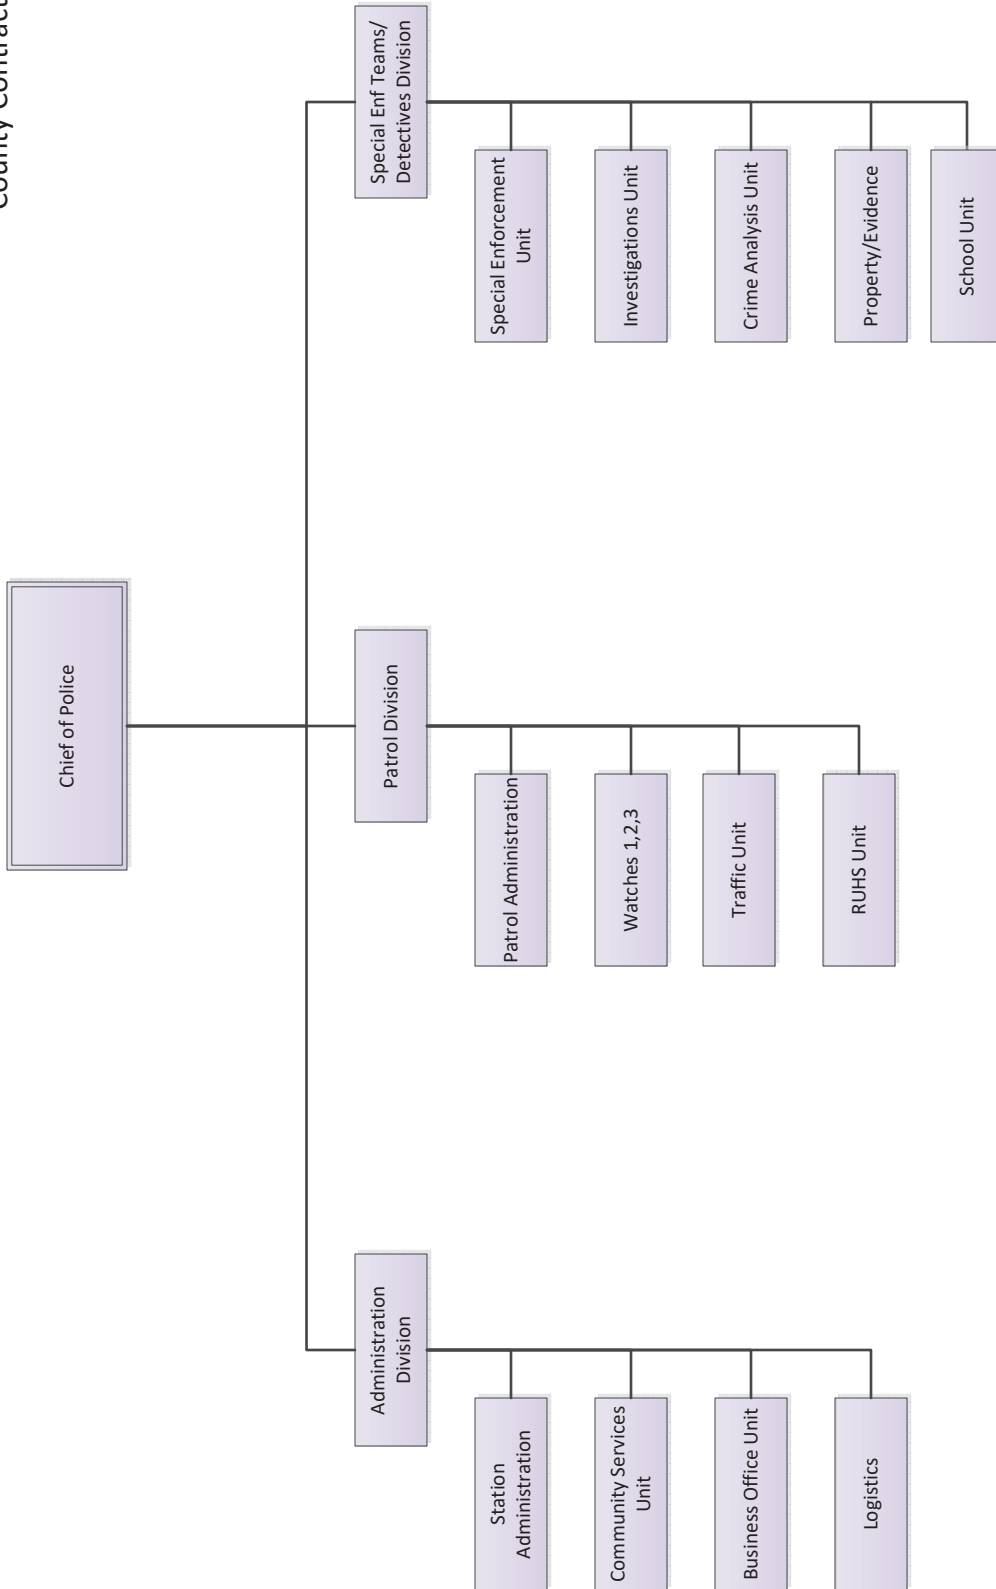 County Contract
Chief of Police
Administration
Division
Station
Administration
Community Services
Unit
Business Office Unit
Logistics
Patrol Division
Patrol Administration
Watches 1,2,3
Traffic Unit
RUHS Unit
Special Enf Teams/
Detectives Division
Special Enforcement
Unit
Investigations Unit
Crime Analysis Unit
Property/Evidence
School Unit